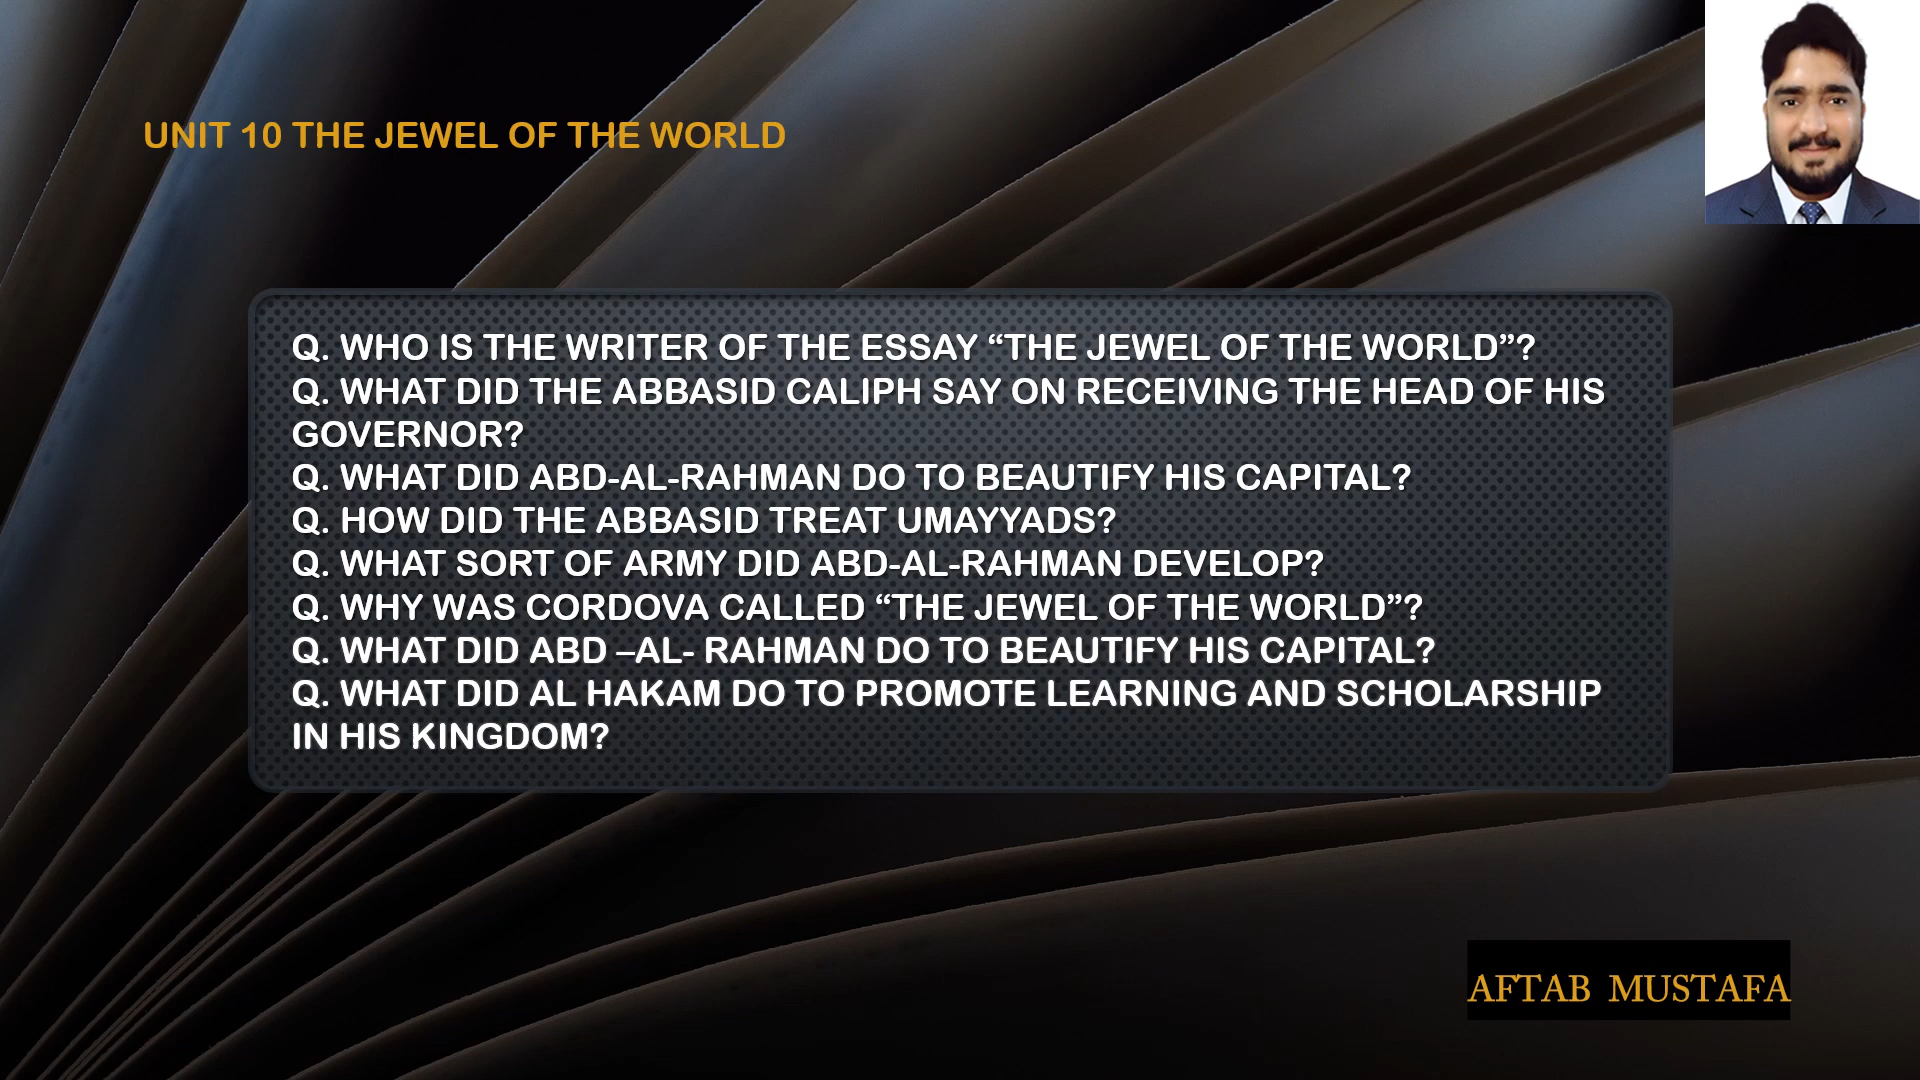 UNIT 10 THE JEWEL OF THE WORLD
Q. WHO IS THE WRITER OF THE ESSAY “THE JEWEL OF THE WORLD”?
Q. WHAT DID THE ABBASID CALIPH SAY ON RECEIVING THE HEAD OF HIS
GOVERNOR?
Q. WHAT DID ABD-AL-RAHMAN DO TO BEAUTIFY HIS CAPITAL?
Q. HOW DID THE ABBASID TREAT UMAYYADS?
Q. WHAT SORT OF ARMY DID ABD-AL-RAHMAN DEVELOP?
Q. WHY WAS CORDOVA CALLED “THE JEWEL OF THE WORLD”?
Q. WHAT DID ABD –AL- RAHMAN DO TO BEAUTIFY HIS CAPITAL?
Q. WHAT DID AL HAKAM DO TO PROMOTE LEARNING AND SCHOLARSHIP
IN HIS KINGDOM?
AFTAB MUSTAFA